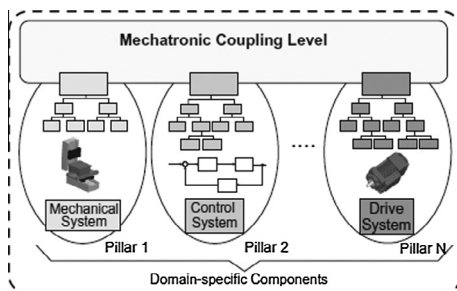 Mechatronic Coupling Level
....
Mechanical
System
Pillar 1
Control
System
Pillar 2
Drive
System
Pillar N
Domain-specific Components